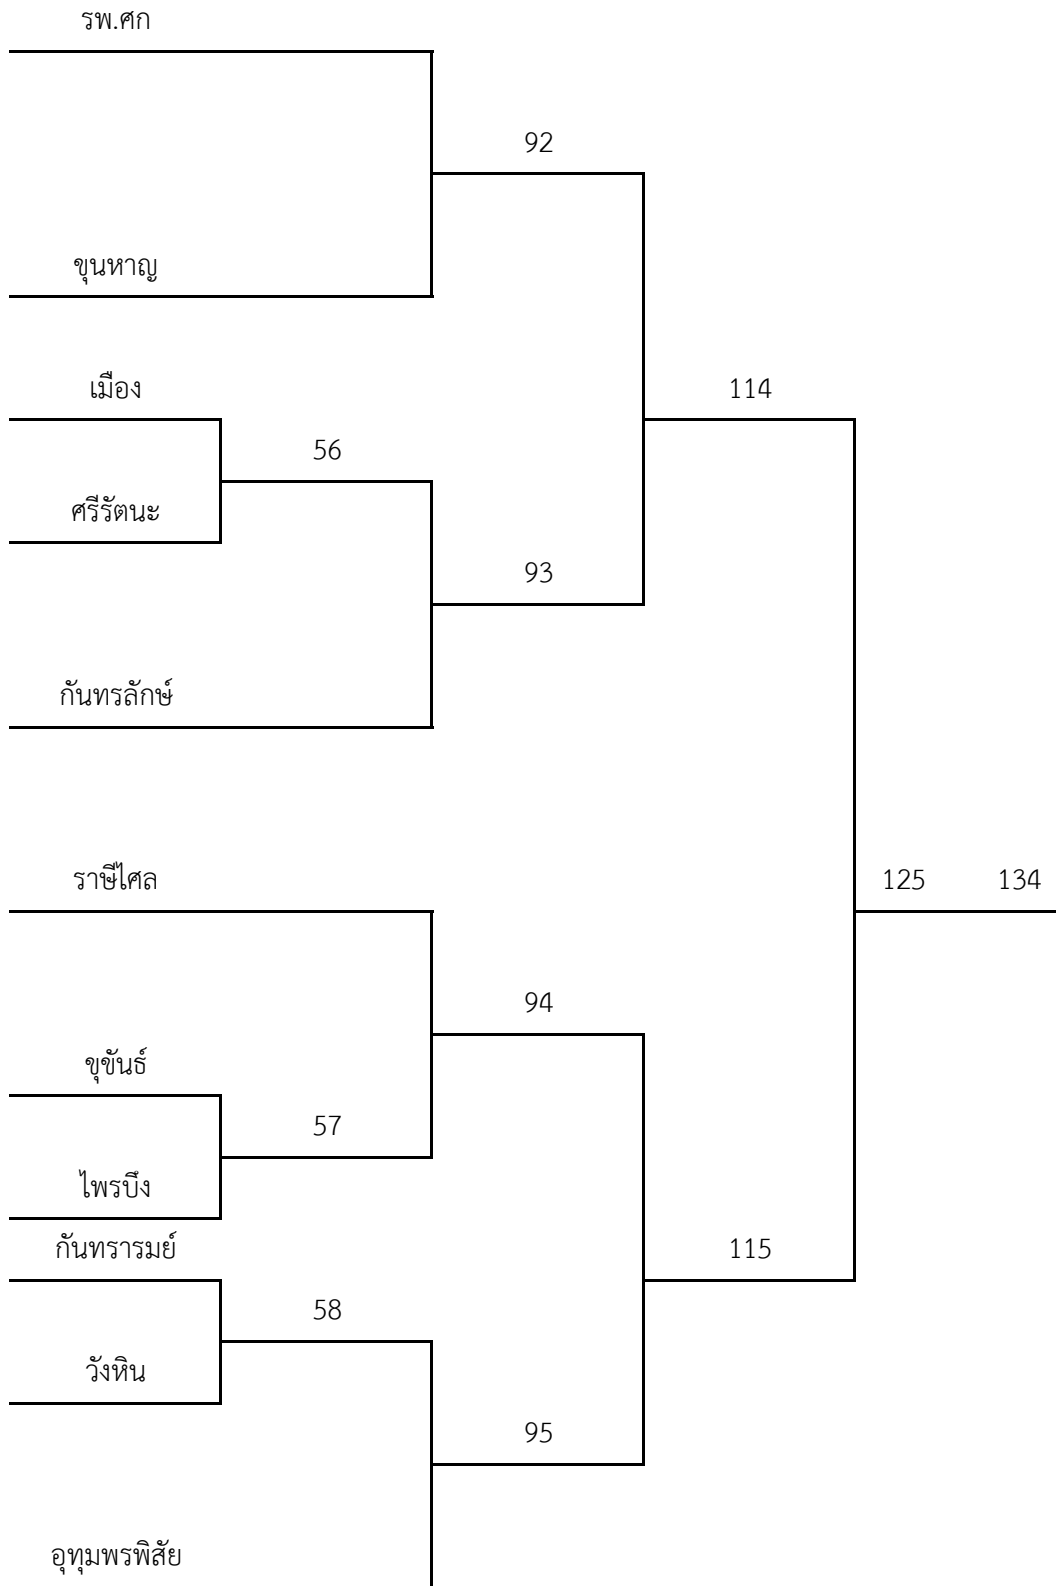 รพ.ศก
92
ขุนหาญ
เมือง
114
56
ศรีรัตนะ
93
กันทรลักษ์
ราษีไศล
125 134
94
ขุขันธ์
57
ไพรบึง
กันทรารมย์
115
58
วังหิน
95
อุทุมพรพิสัย